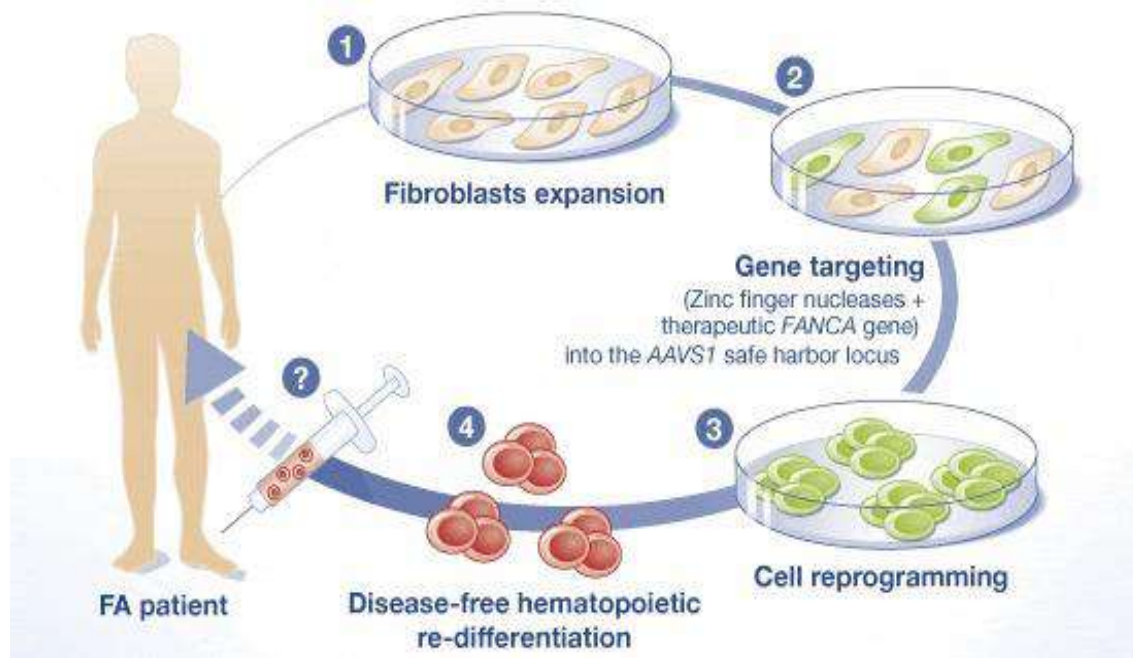 1
Fibroblasts expansion
2
Gene targeting
(Zinc finger nucleases +
therapeutic FANCA gene)
into the AAVS1 safe harbor locus
3
Cell reprogramming
4
Disease-free hematopoietic
re-differentiation
?
FA patient